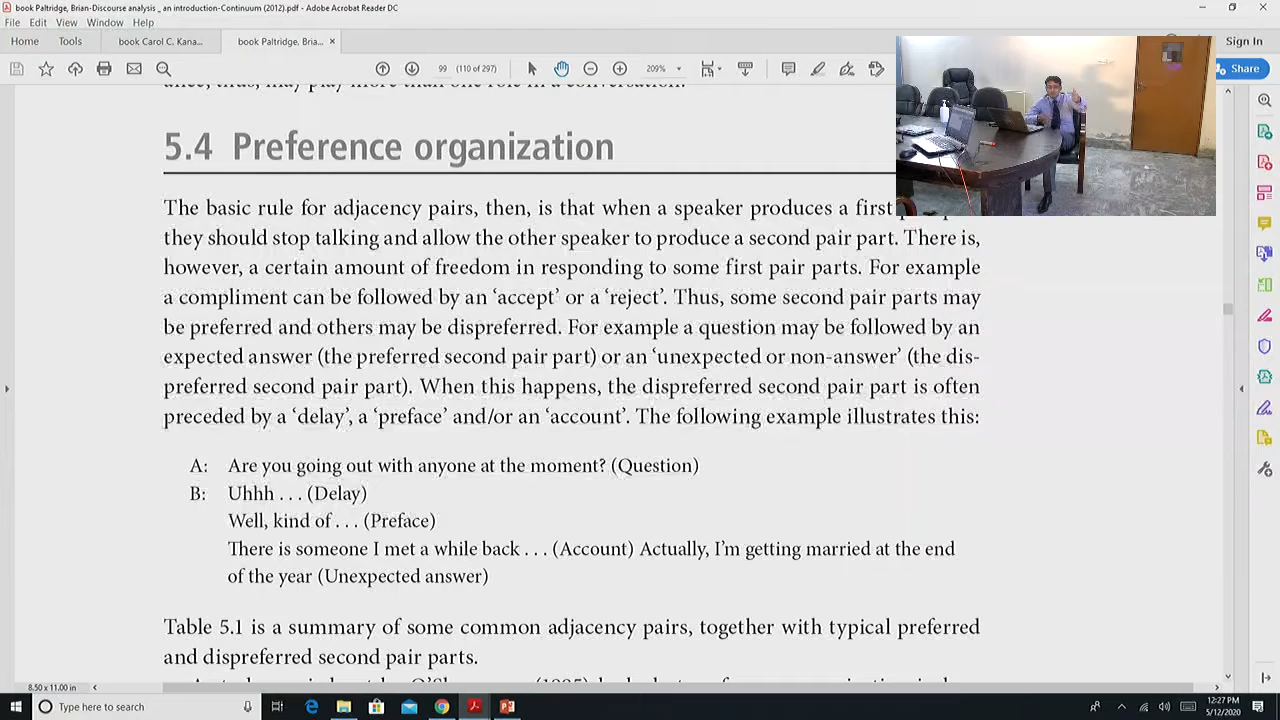 book Paltridge, Brian-Discourse analysis _ an introduction-Continuum (2012).pdf - Adobe Acrobat Reader DC
File Edit View Window Help
Home Tools book Carol C. Kana... book Paltridge, Bria... × Sign In
99 (110 of 297) 209% Share
ance, thus, may play more than one role in a conversation.
5.4 Preference organization
The basic rule for adjacency pairs, then, is that when a speaker produces a first
they should stop talking and allow the other speaker to produce a second pair part. There is,
however, a certain amount of freedom in responding to some first pair parts. For example
a compliment can be followed by an ‘accept’ or a ‘reject’. Thus, some second pair parts may
be preferred and others may be dispreferred. For example a question may be followed by an
expected answer (the preferred second pair part) or an ‘unexpected or non-answer’ (the dis-
preferred second pair part). When this happens, the dispreferred second pair part is often
preceded by a ‘delay’, a ‘preface’ and/or an ‘account’. The following example illustrates this:
A: Are you going out with anyone at the moment? (Question)
B: Uhhh . . . (Delay)
Well, kind of . . . (Preface)
There is someone I met a while back . . . (Account) Actually, I’m getting married at the end
of the year (Unexpected answer)
Table 5.1 is a summary of some common adjacency pairs, together with typical preferred
and dispreferred second pair parts.
8.50 x 11.00 in
Type here to search
12:27 PM
5/12/2020